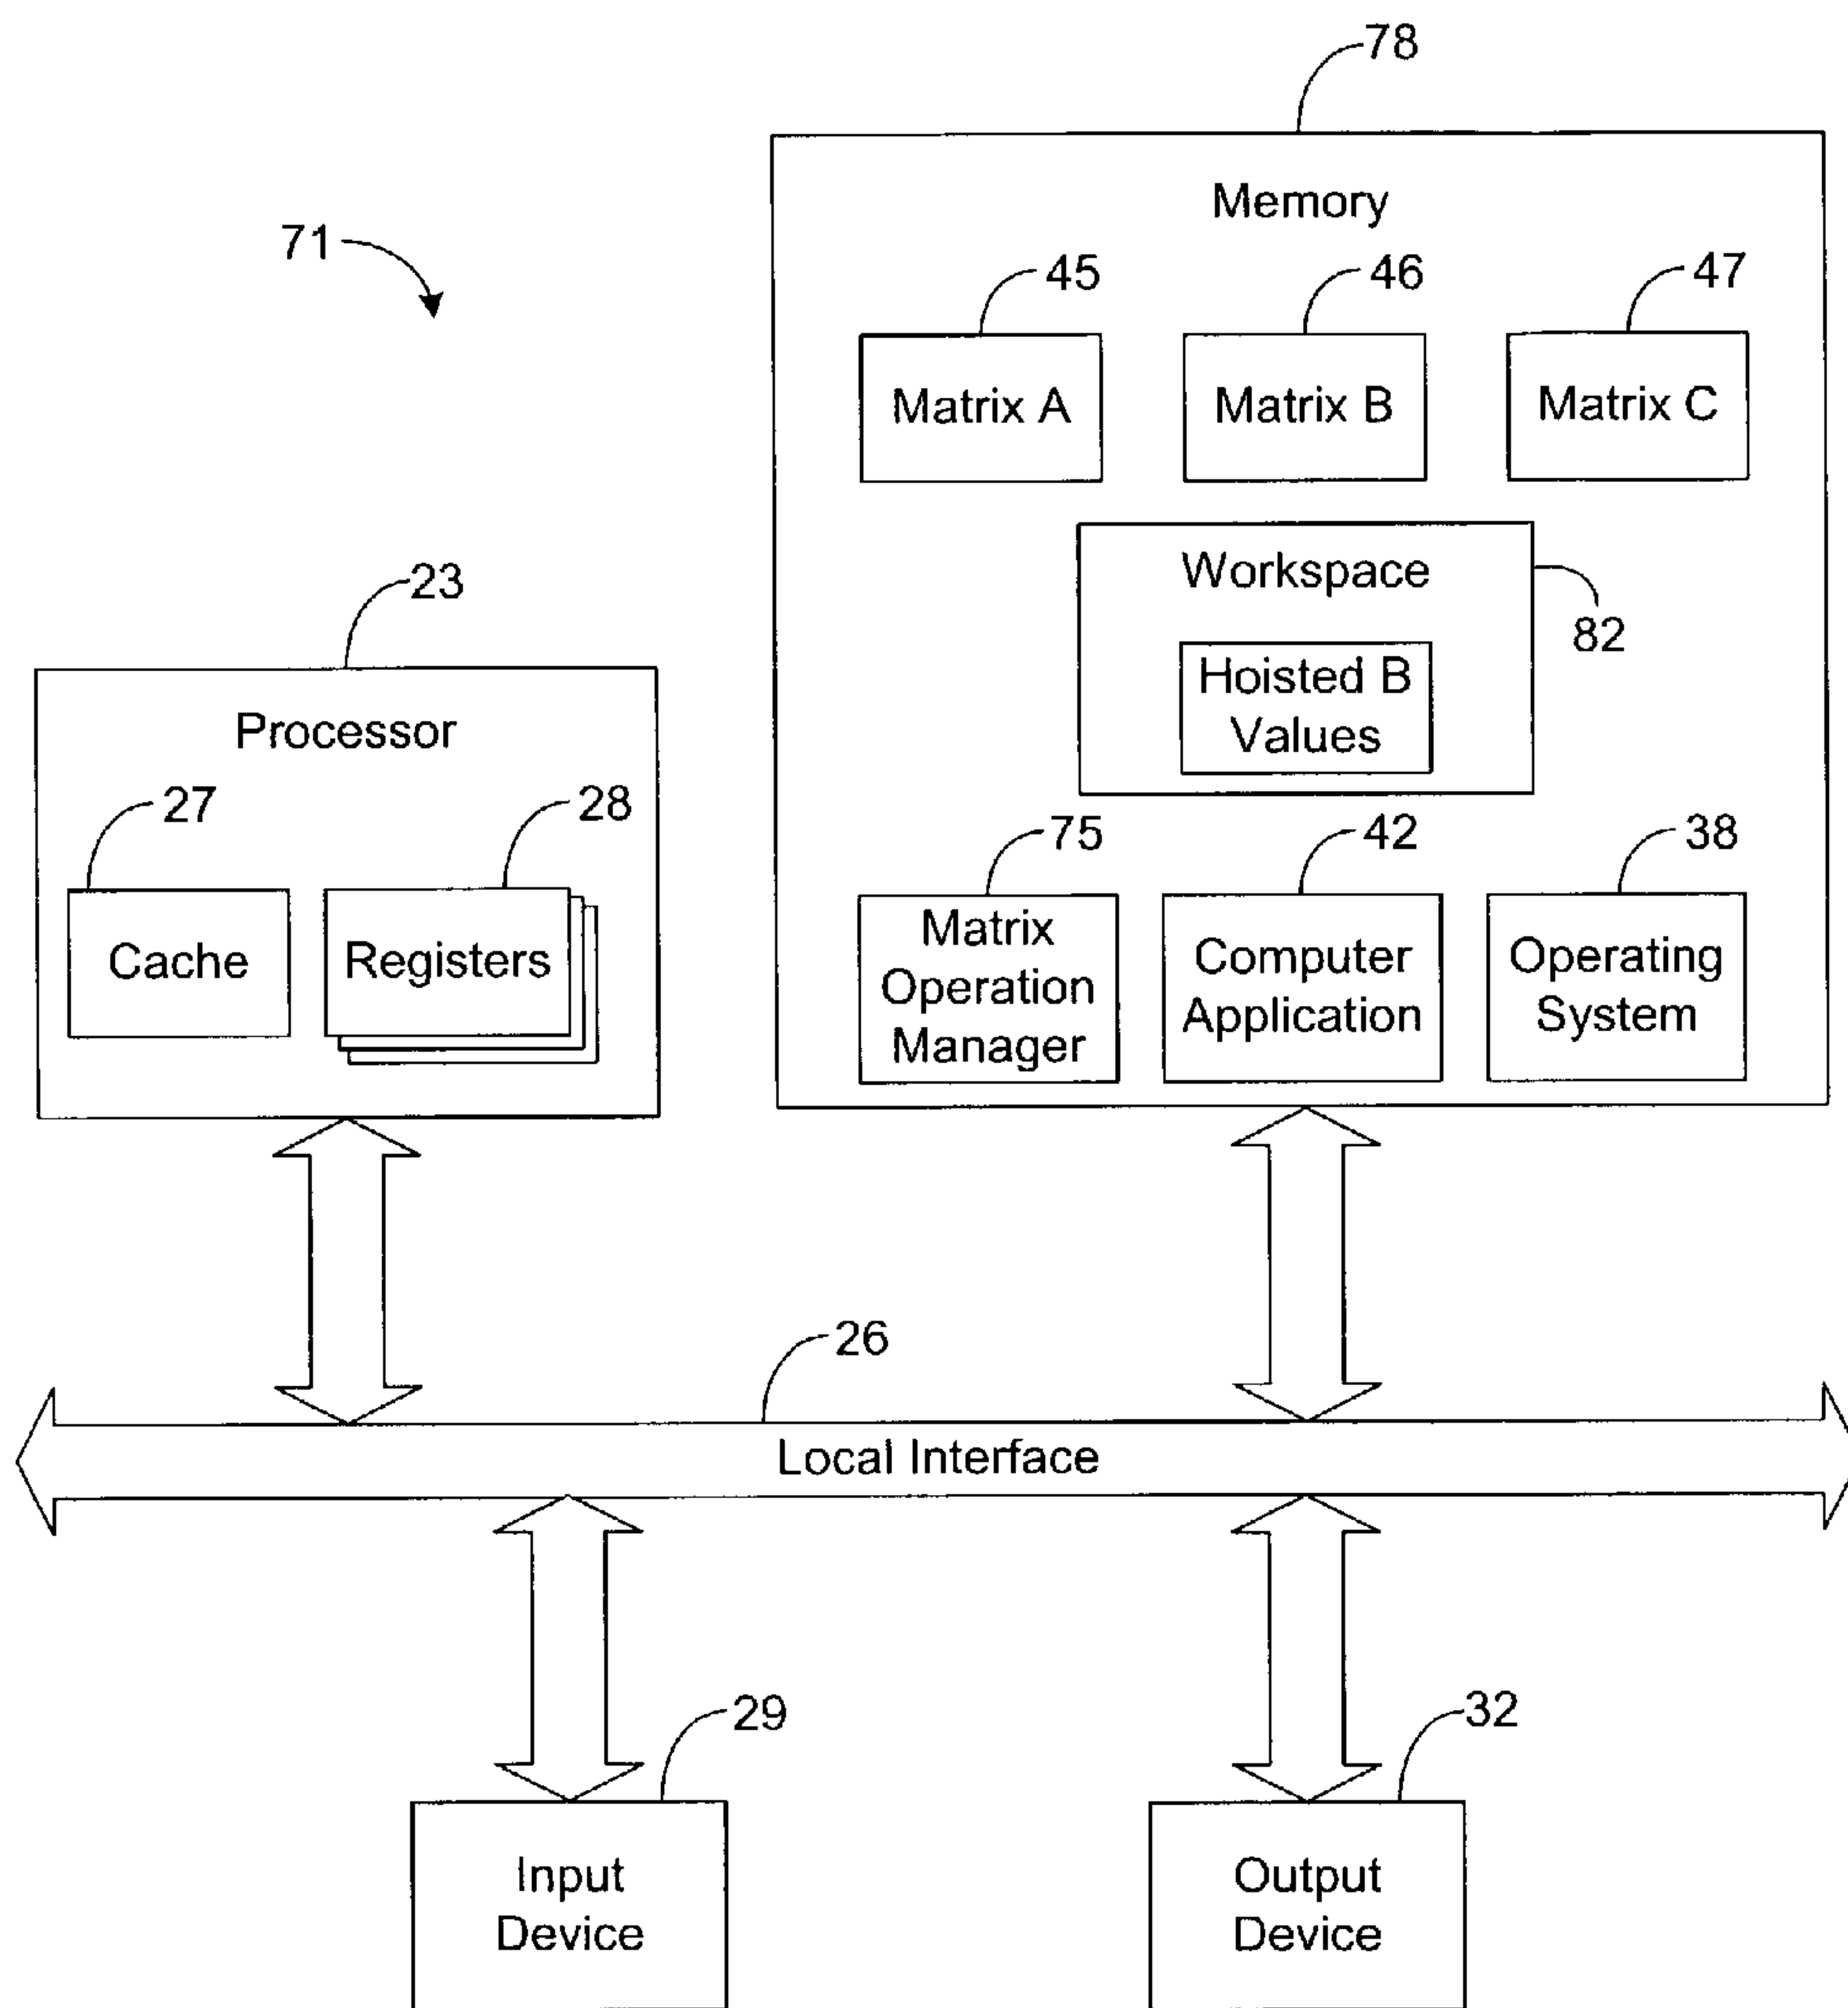 78
Memory
71
45
46
47
Matrix A
Matrix B
Matrix C
Workspace
82
Hoisted B
Values
23
Processor
27
28
Cache
Registers
75
42
38
Matrix
Operation
Manager
Computer
Application
Operating
System
26
Local Interface
29
32
Input
Device
Output
Device